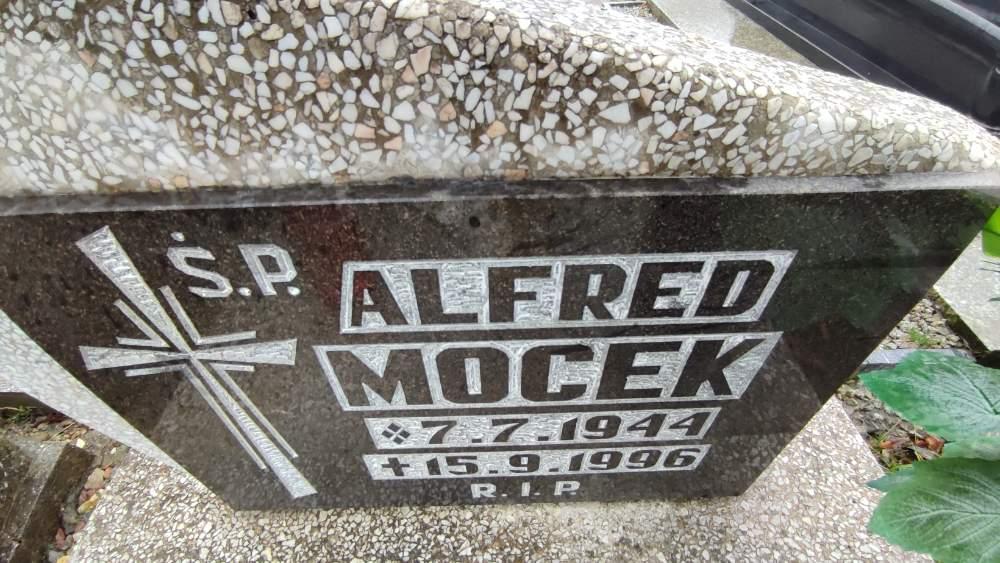 Ś.P.
ALFRED
MOCEK
7.7.1944
✝15.9.1996
R.I.P.